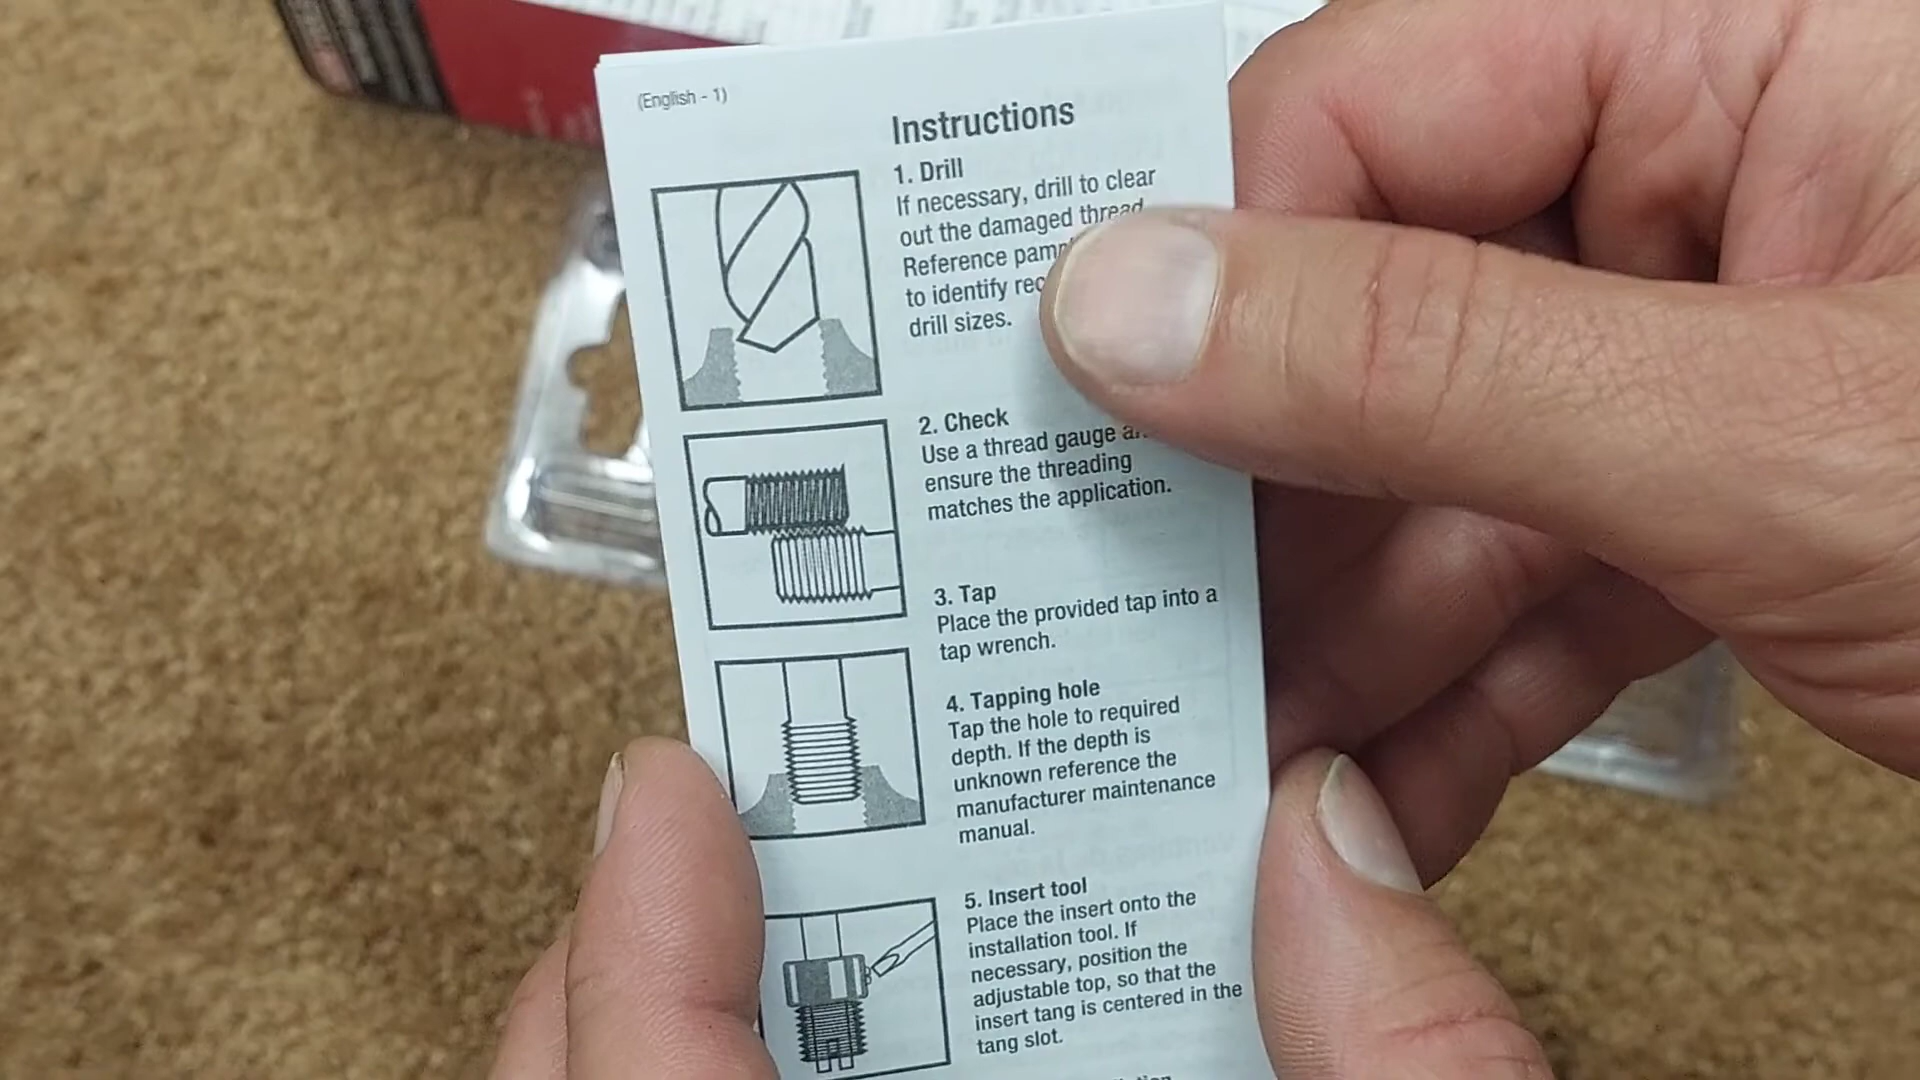 (English - 1)
Instructions
1. Drill
If necessary, drill to clear
out the damaged thread
Reference
to identify
drill sizes.
2. Check
Use a thread gauge
ensure the threading
matches the application.
3. Tap
Place the provided tap into a
tap wrench.
4. Tapping hole
Tap the hole to required
depth. If the depth is
unknown reference the
manufacturer maintenance
manual.
5. Insert tool
Place the insert onto the
installation tool. If
necessary, position the
adjustable top, so that the
insert tang is centered in the
tang slot.